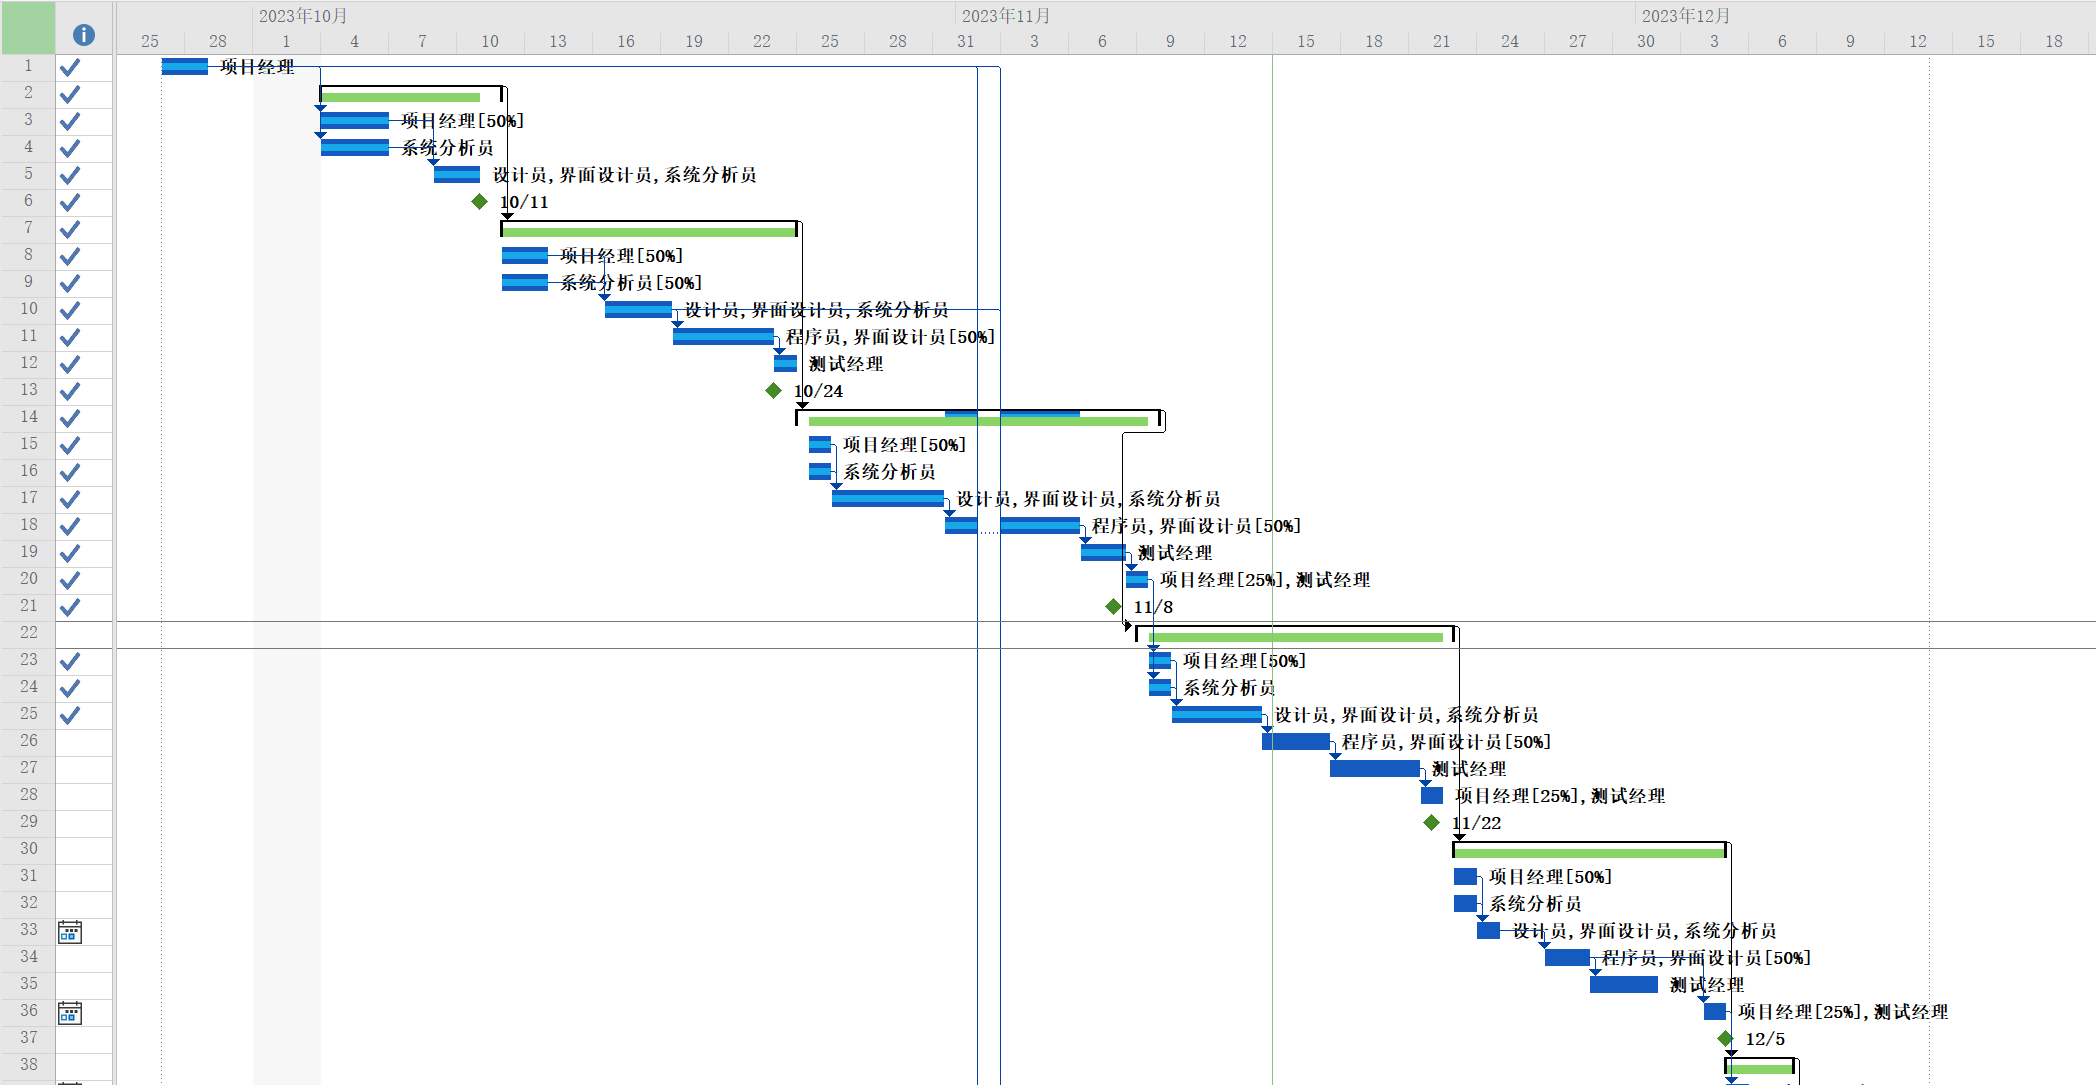 2023年10月 2023年11月 2023年12月
25 28 1 4 7 10 13 16 19 22 25 28 31 3 6 9 12 15 18 21 24 27 30 3 6 9 12 15 18
1 项目经理
2
3 项目经理[50%]
4 系统分析员
5 设计员,界面设计员,系统分析员
6 10/11
7
8 项目经理[50%]
9 系统分析员[50%]
10 设计员,界面设计员,系统分析员
11 程序员,界面设计员[50%]
12 测试经理
13 10/24
14
15 项目经理[50%]
16 系统分析员
17 设计员,界面设计员,系统分析员
18 程序员,界面设计员[50%]
19 测试经理
20 项目经理[25%],测试经理
21 11/8
22
23 项目经理[50%]
24 系统分析员
25 设计员,界面设计员,系统分析员
26 程序员,界面设计员[50%]
27 测试经理
28 项目经理[25%],测试经理
29 11/22
30
31 项目经理[50%]
32 系统分析员
33 设计员,界面设计员,系统分析员
34 程序员,界面设计员[50%]
35 测试经理
36 项目经理[25%],测试经理
37 12/5
38